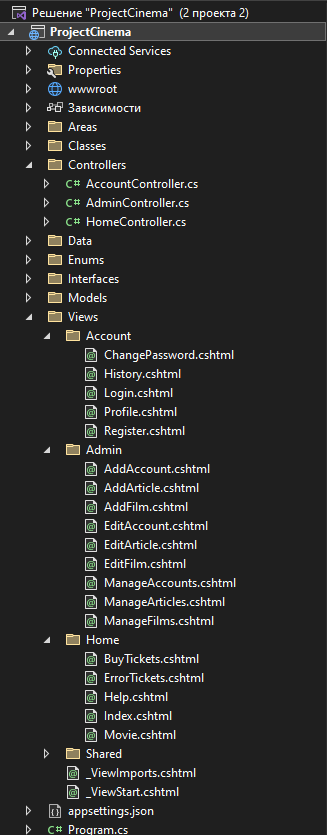 Решение "ProjectCinema" (2 проекта 2)
ProjectCinema
Connected Services
Properties
wwwroot
Зависимости
Areas
Classes
Controllers
C# AccountController.cs
C# AdminController.cs
C# HomeController.cs
Data
Enums
Interfaces
Models
Views
Account
ChangePassword.cshtml
History.cshtml
Login.cshtml
Profile.cshtml
Register.cshtml
Admin
AddAccount.cshtml
AddArticle.cshtml
AddFilm.cshtml
EditAccount.cshtml
EditArticle.cshtml
EditFilm.cshtml
ManageAccounts.cshtml
ManageArticles.cshtml
ManageFilms.cshtml
Home
BuyTickets.cshtml
ErrorTickets.cshtml
Help.cshtml
Index.cshtml
Movie.cshtml
Shared
_ViewImports.cshtml
_ViewStart.cshtml
appsettings.json
C# Program.cs